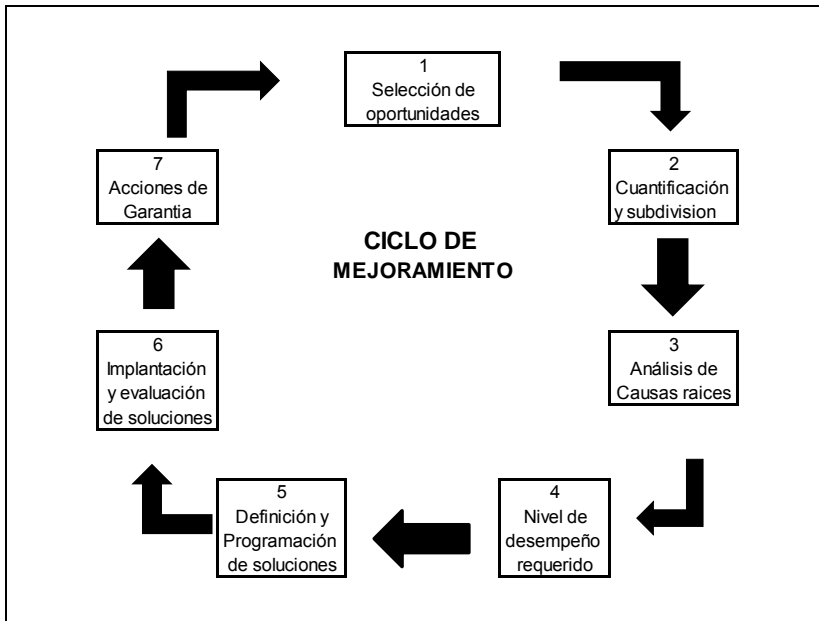 1
Selección de
oportunidades
2
Cuantificación
y subdivision
3
Análisis de
Causas raices
4
Nivel de
desempeño
requerido
5
Definición y
Programación
de soluciones
6
Implantación
y evaluación
de soluciones
7
Acciones de
Garantia
CICLO DE
MEJORAMIENTO